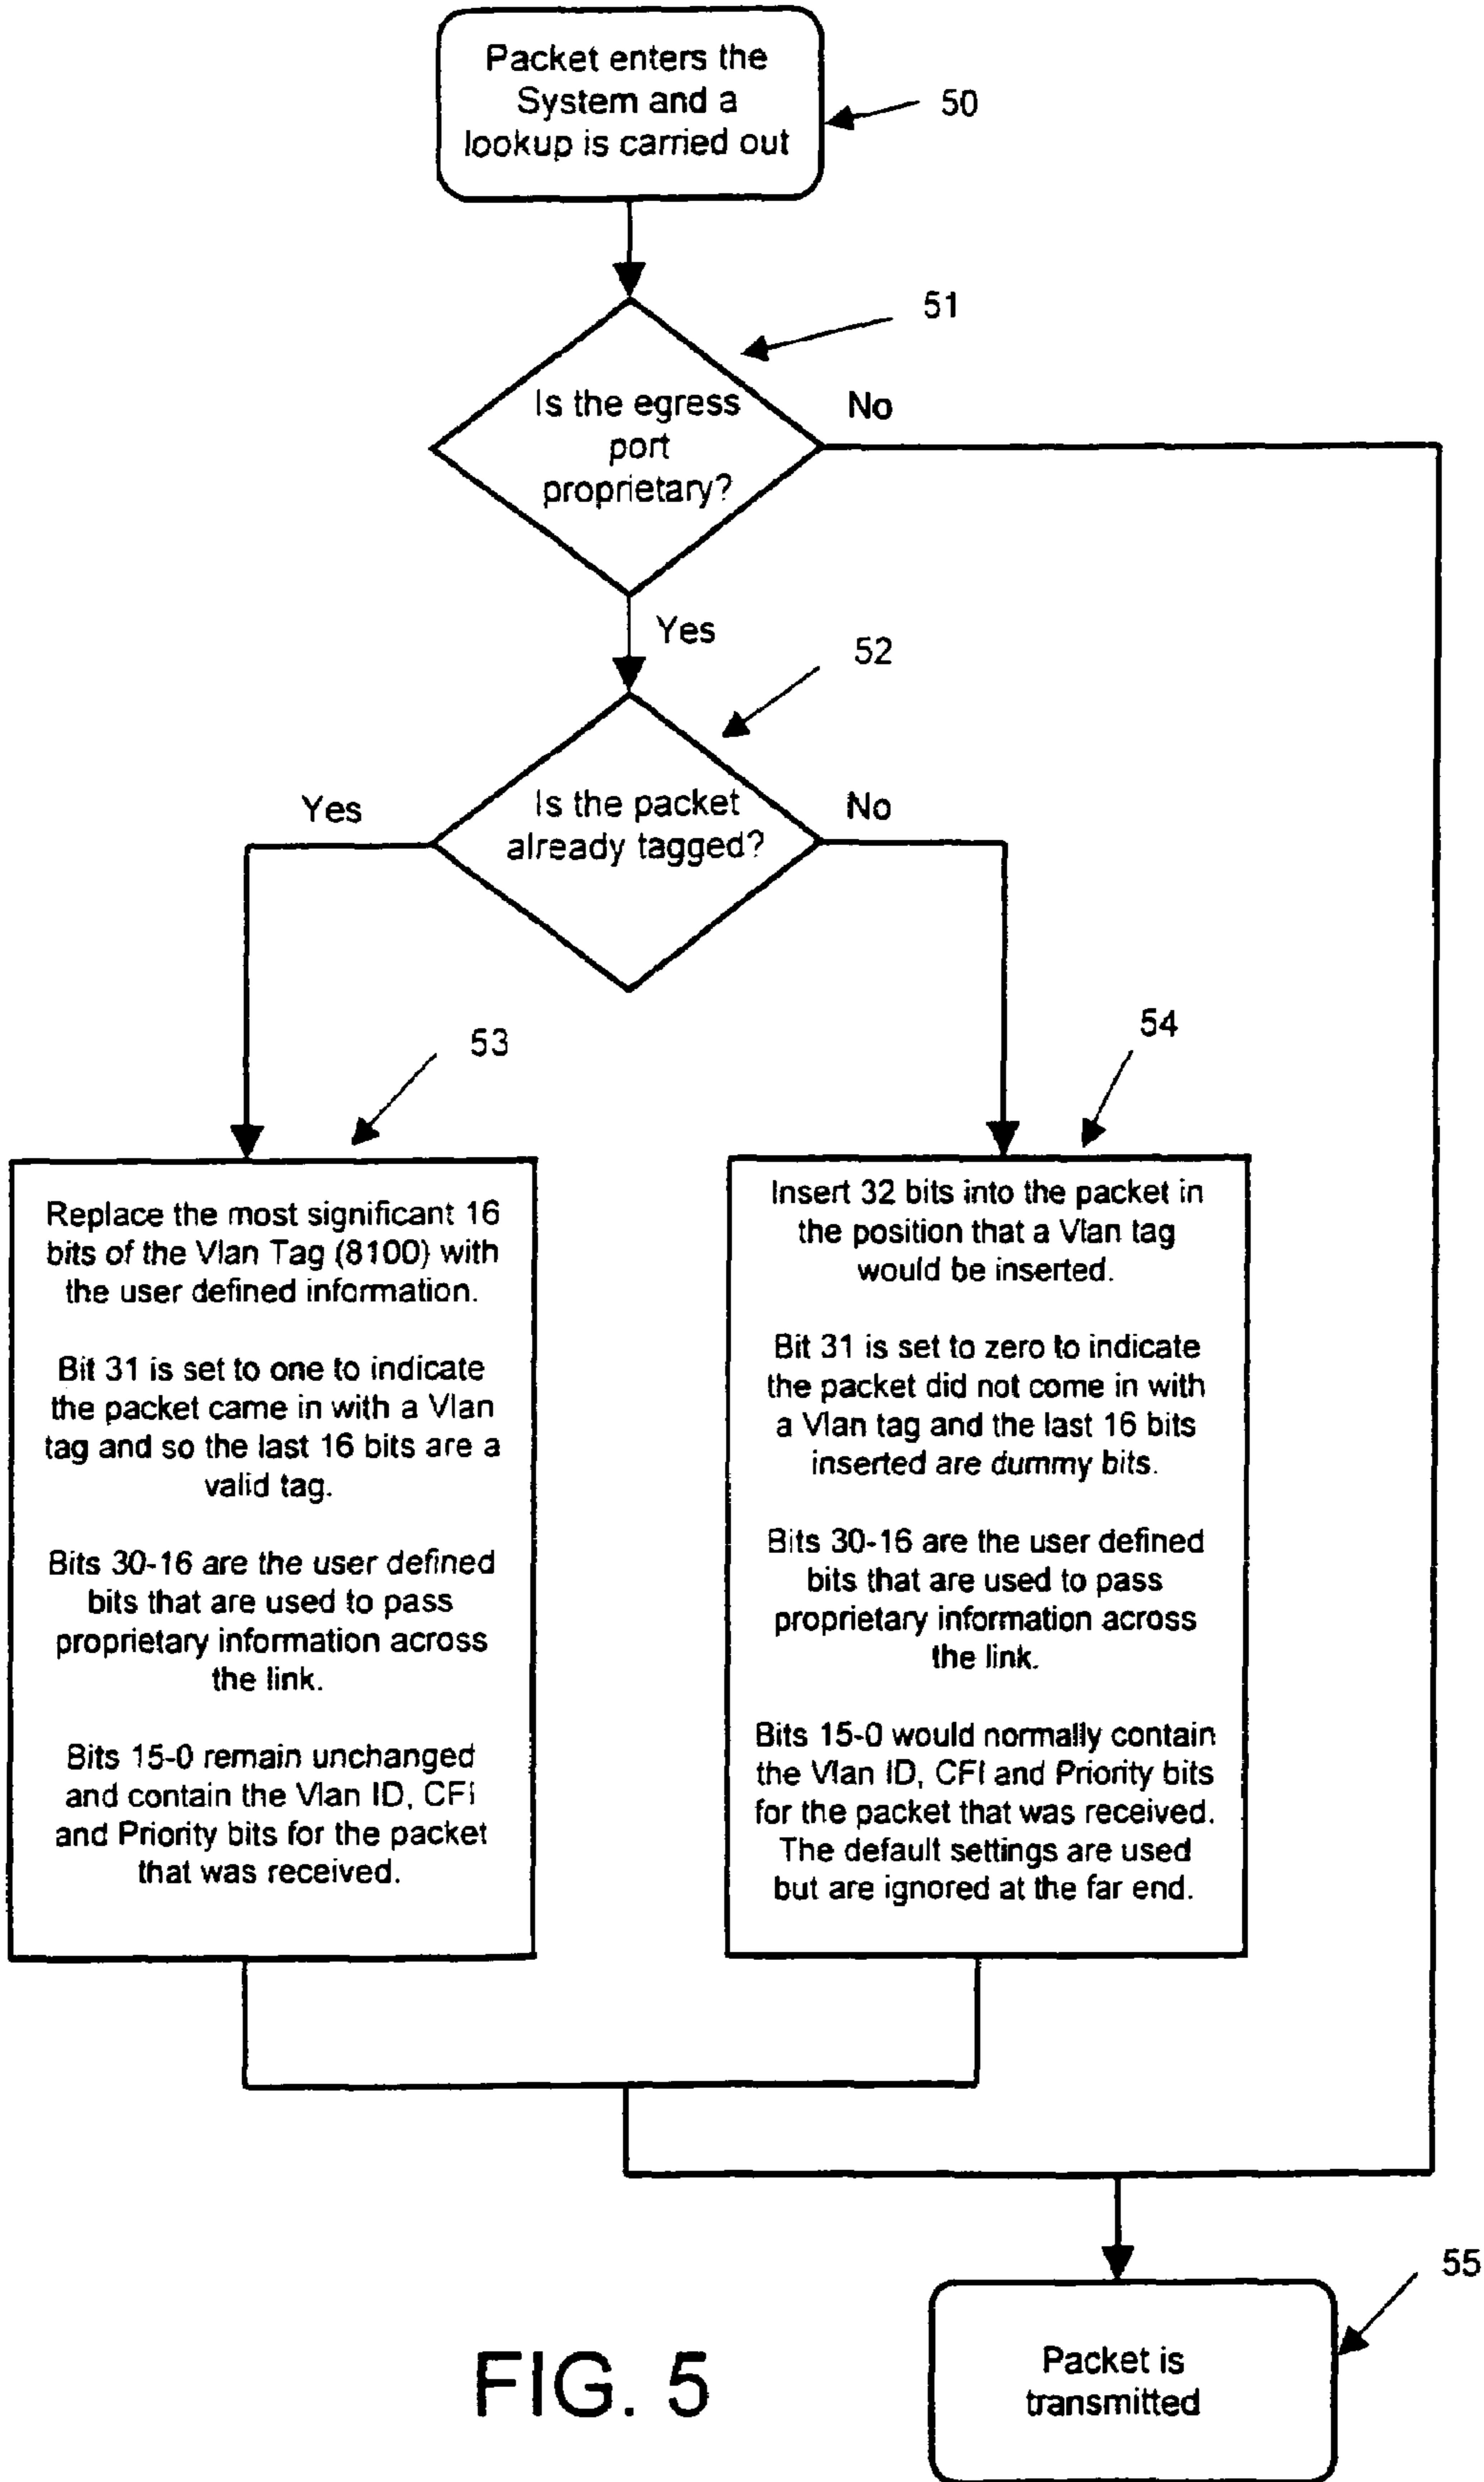 Packet enters the
System and a
lookup is carried out
50
51
Is the egress
port
proprietary?
No
Yes
52
Is the packet
already tagged?
Yes
No
53
54
Replace the most significant 16
bits of the Vlan Tag (8100) with
the user defined information.
Bit 31 is set to one to indicate
the packet came in with a Vlan
tag and so the last 16 bits are a
valid tag.
Bits 30-16 are the user defined
bits that are used to pass
proprietary information across
the link.
Bits 15-0 remain unchanged
and contain the Vlan ID, CFI
and Priority bits for the packet
that was received.
Insert 32 bits into the packet in
the position that a Vlan tag
would be inserted.
Bit 31 is set to zero to indicate
the packet did not come in with
a Vlan tag and the last 16 bits
inserted are dummy bits.
Bits 30-16 are the user defined
bits that are used to pass
proprietary information across
the link.
Bits 15-0 would normally contain
the Vlan ID, CFI and Priority bits
for the packet that was received.
The default settings are used
but are ignored at the far end.
55
Packet is
transmitted
FIG. 5